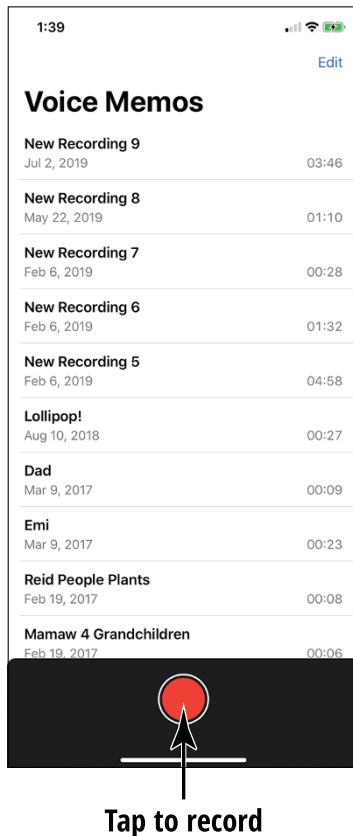 1:39
Edit
Voice Memos
New Recording 9
Jul 2, 2019 03:46
New Recording 8
May 22, 2019 01:10
New Recording 7
Feb 6, 2019 00:28
New Recording 6
Feb 6, 2019 01:32
New Recording 5
Feb 6, 2019 04:58
Lollipop!
Aug 10, 2018 00:27
Dad
Mar 9, 2017 00:09
Emi
Mar 9, 2017 00:23
Reid People Plants
Feb 19, 2017 00:08
Mamaw 4 Grandchildren
Feb 19, 2017 00:06
Tap to record